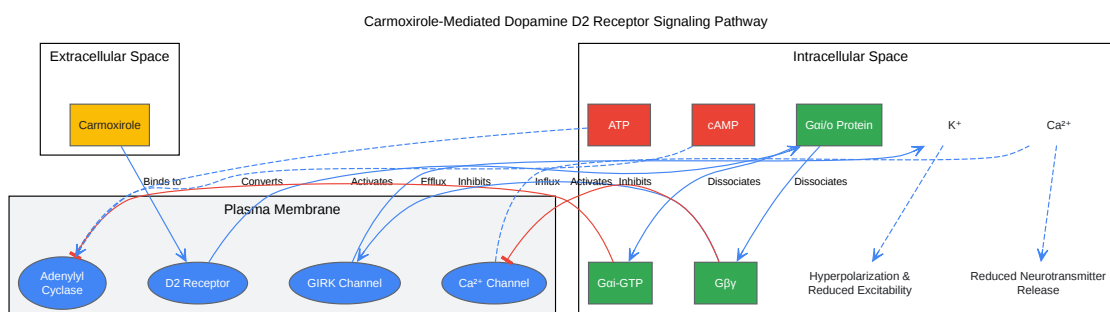 Carmoxirole-Mediated Dopamine D2 Receptor Signaling Pathway
Extracellular Space
Intracellular Space
Carmoxirole
ATP
cAMP
Gαi/o Protein
K⁺
Ca²⁺
Binds to
Converts
Activates
Efflux
Inhibits
Influx
Activates
Inhibits
Dissociates
Dissociates
Plasma Membrane
Adenylyl
Cyclase
D2 Receptor
GIRK Channel
Ca²⁺ Channel
Gαi-GTP
Gβγ
Hyperpolarization &
Reduced Excitability
Reduced Neurotransmitter
Release